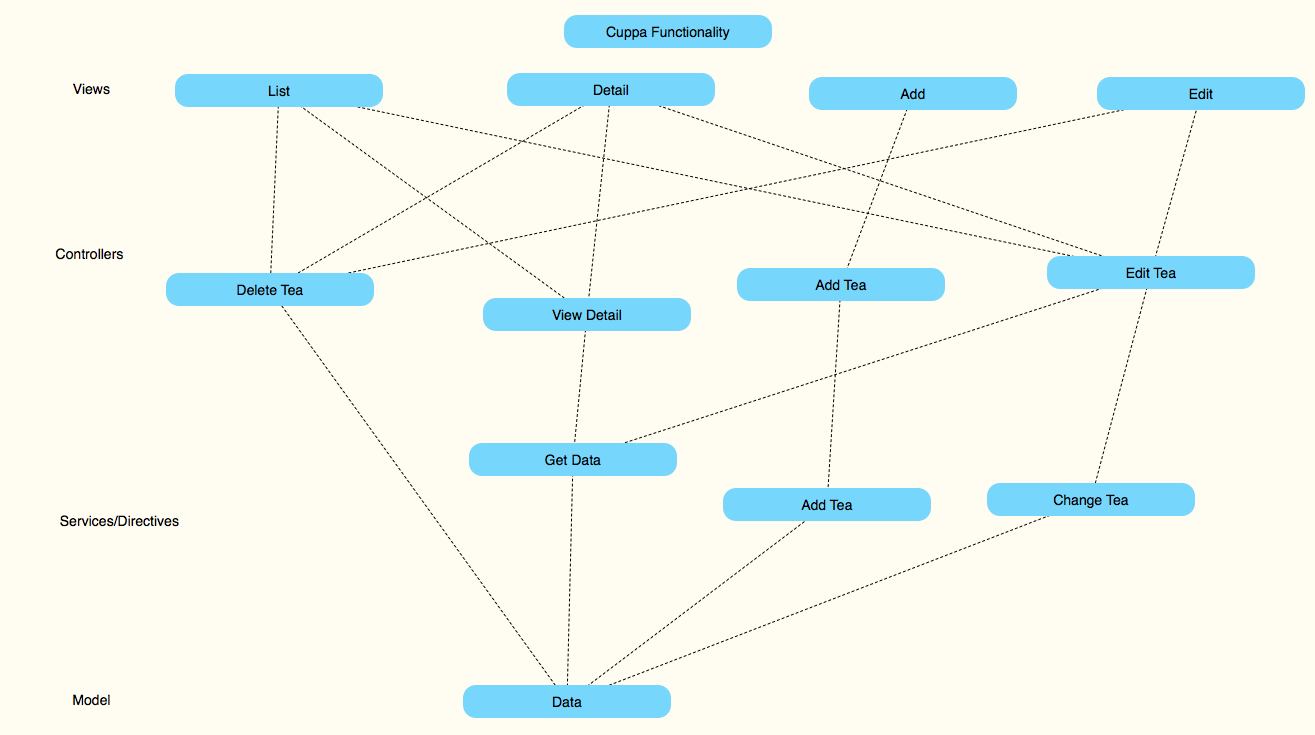 Cuppa Functionality
Views
List
Detail
Add
Edit
Controllers
Delete Tea
View Detail
Add Tea
Edit Tea
Services/Directives
Get Data
Add Tea
Change Tea
Model
Data